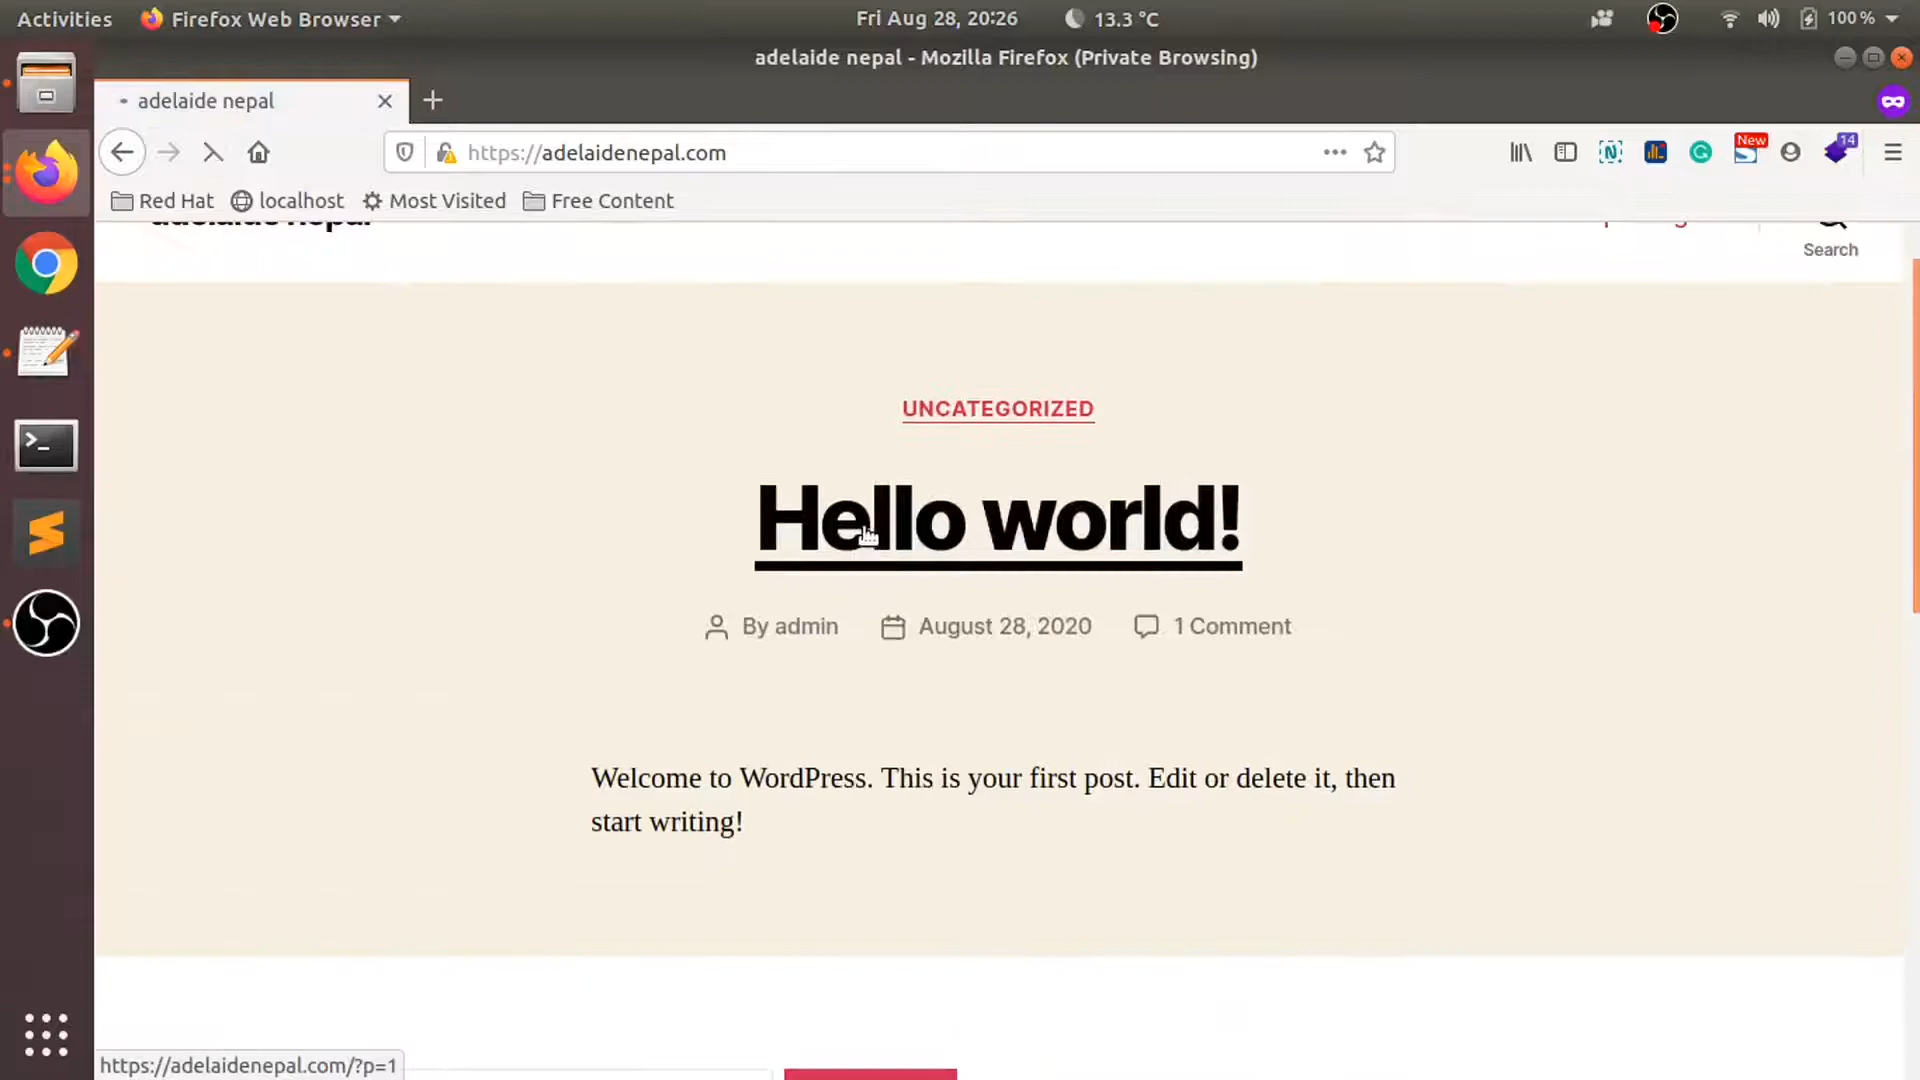 Activities
Firefox Web Browser
Fri Aug 28, 20:26
13.3 °C
100 %
adelaide nepal - Mozilla Firefox (Private Browsing)
adelaide nepal
https://adelaidenepal.com
New
14
Red Hat
localhost
Most Visited
Free Content
adelaide nepal
Search
UNCATEGORIZED
Hello world!
By admin
August 28, 2020
1 Comment
Welcome to WordPress. This is your first post. Edit or delete it, then
start writing!
https://adelaidenepal.com/?p=1